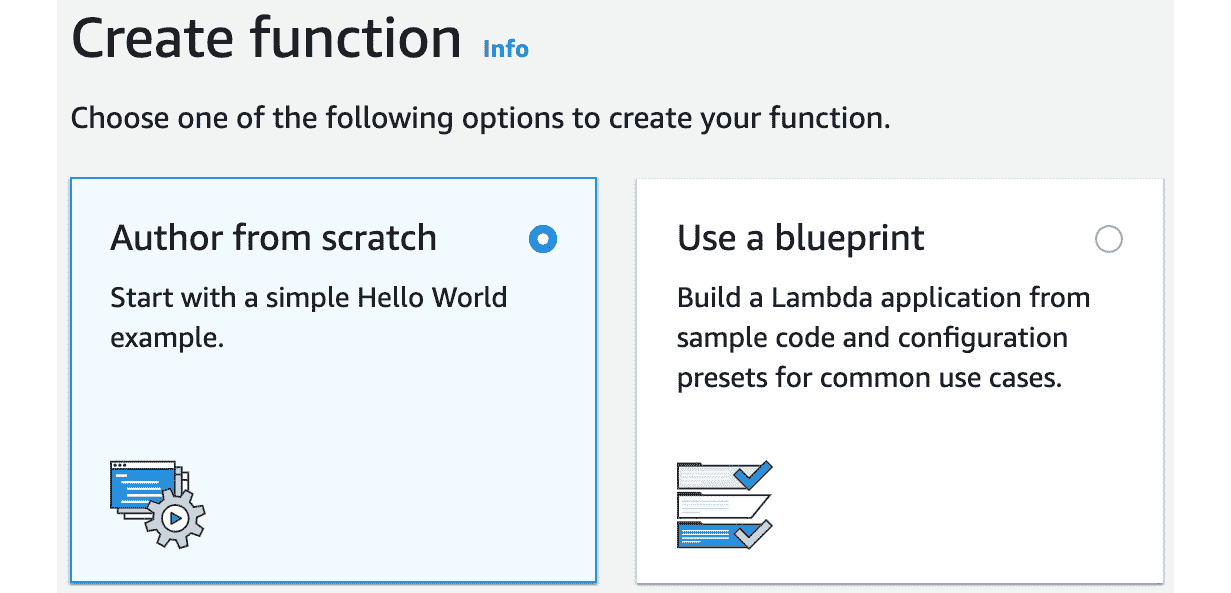 Create function Info
Choose one of the following options to create your function.
Author from scratch
Start with a simple Hello World
example.
Use a blueprint
Build a Lambda application from
sample code and configuration
presets for common use cases.